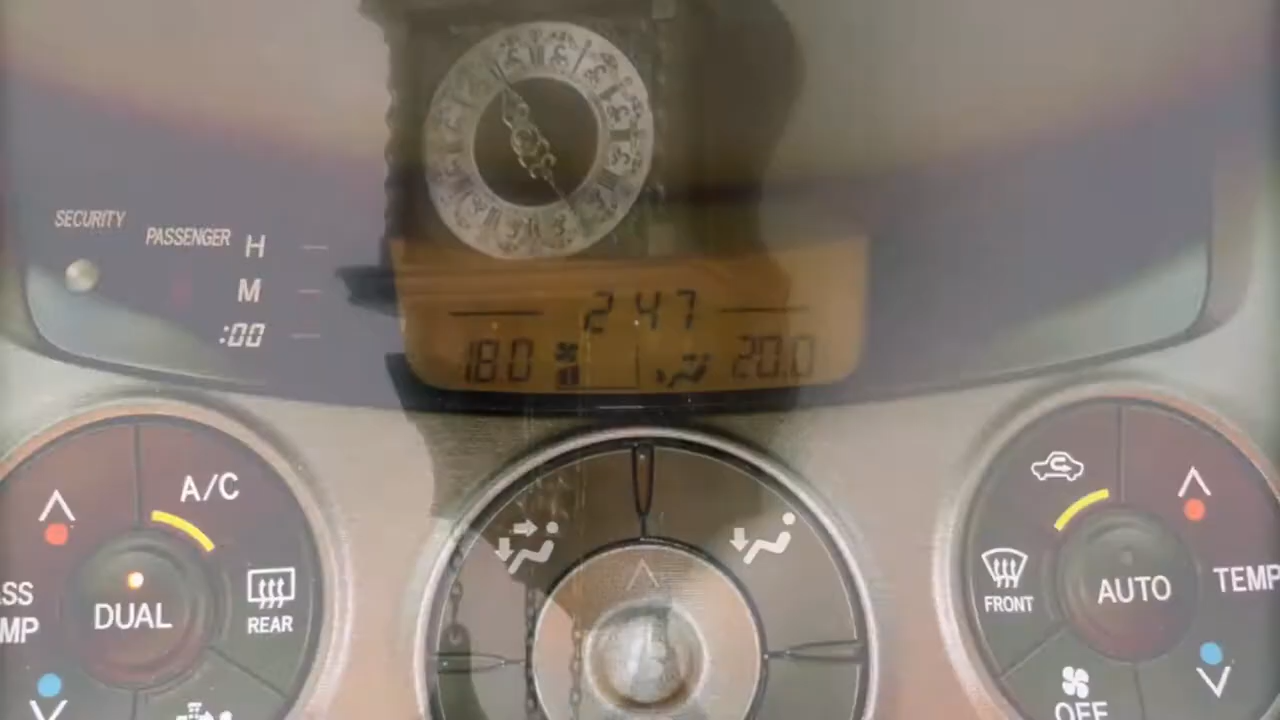 SECURITY
PASSENGER
H
M
:00
2 47
18.0
20.0
A/C
DUAL
REAR
FRONT
AUTO
TEMP
OFF